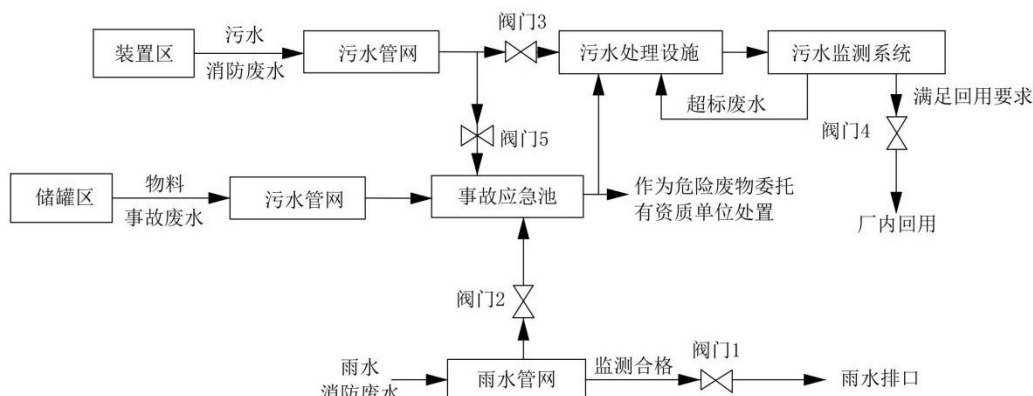 装置区
污水
消防废水
污水管网
阀门3
污水处理设施
污水监测系统
超标废水
满足回用要求
阀门4
厂内回用
阀门5
储罐区
物料
事故废水
污水管网
事故应急池
作为危险废物委托
有资质单位处置
阀门2
雨水
消防废水
雨水管网
监测合格
阀门1
雨水排口